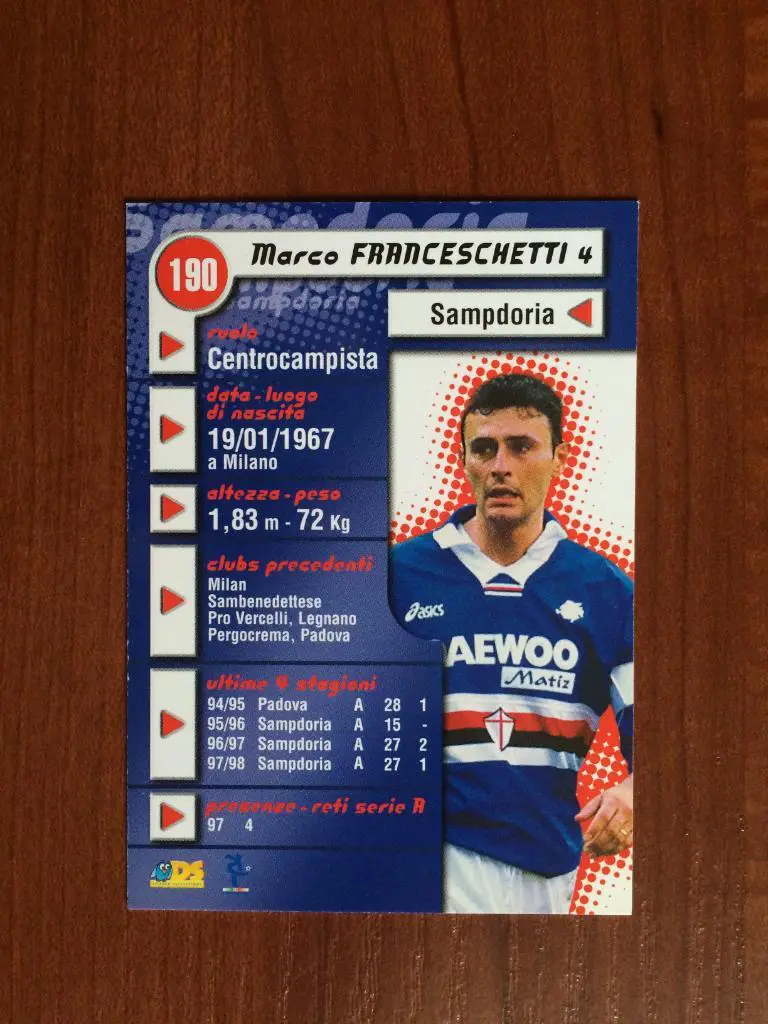 Sampdoria
sampdoria
190
Marco FRANCESCHETTI 4
Sampdoria
ruolo
Centrocampista
data - luogo
di nascita
19/01/1967
a Milano
altezza - peso
1,83 m - 72 Kg
clubs precedenti
Milan
Sambenedettese
Pro Vercelli, Legnano
Pergocrema, Padova
ultime 4 stagioni
94/95 Padova A 28 1
95/96 Sampdoria A 15 -
96/97 Sampdoria A 27 2
97/98 Sampdoria A 27 1
presenze - reti serie A
97 4
asics
AEWOO
Matiz
DS